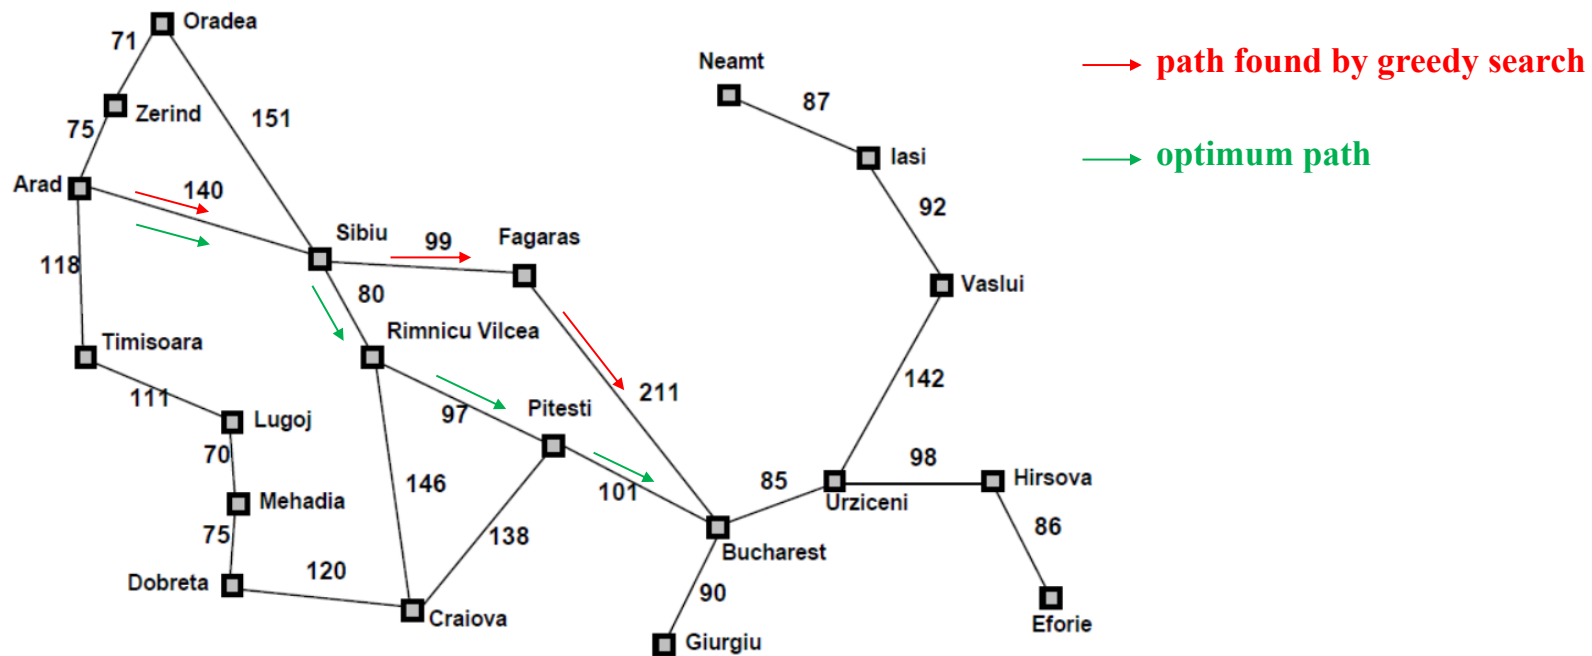 Oradea
71
Neamt
path found by greedy search
87
Zerind
151
75
Iasi
optimum path
Arad
140
92
Sibiu
99
Fagaras
118
80
Vaslui
Timisoara
Rimnicu Vilcea
142
111
211
97
Pitesti
Lugoj
70
98
Hirsova
146
101
85
Mehadia
Urziceni
75
138
86
Bucharest
Dobreta
120
90
Craiova
Eforie
Giurgiu